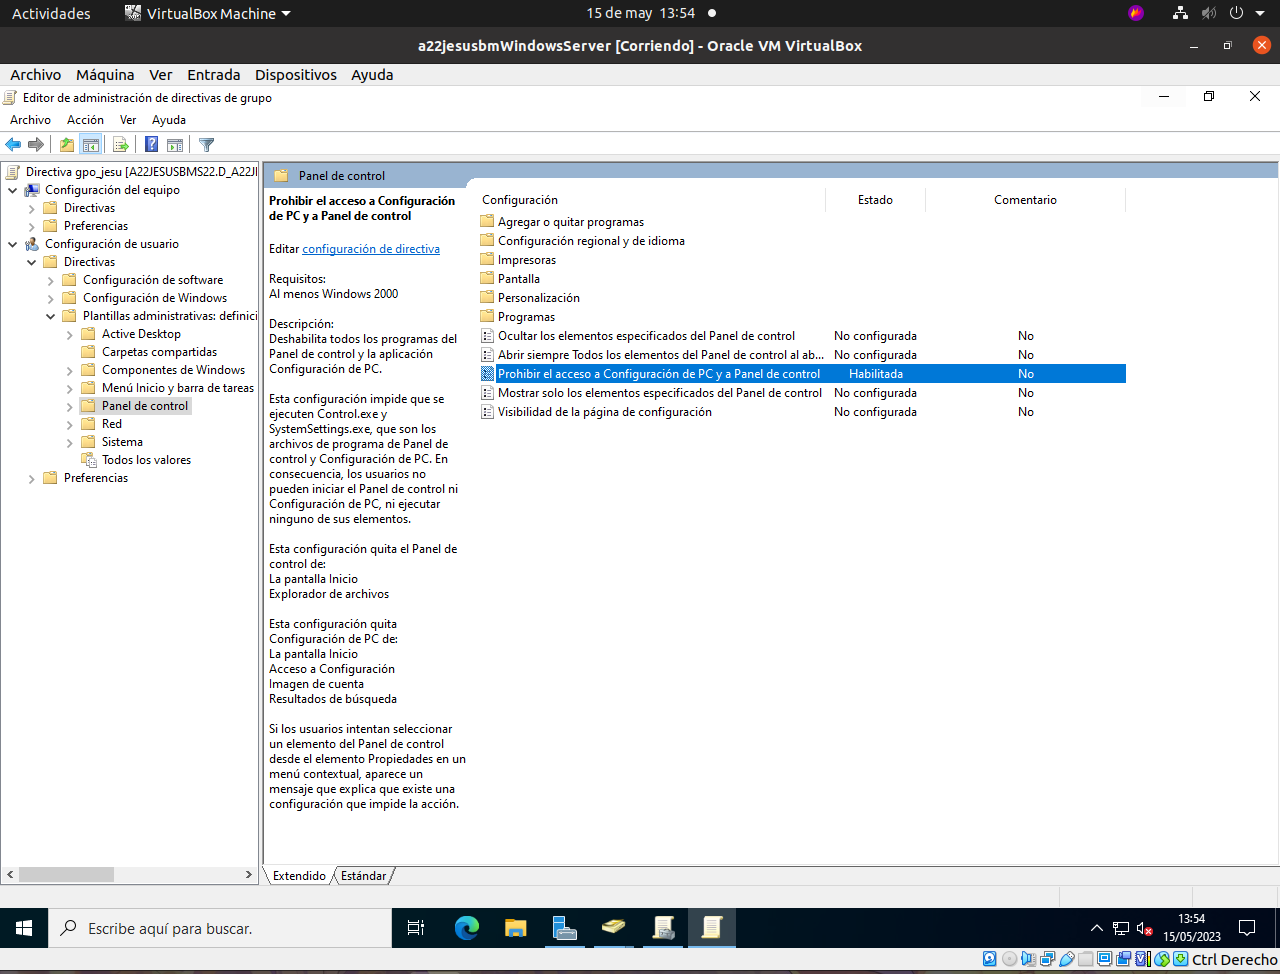 Actividades
VirtualBox Machine
15 de may 13:54
a22jesusbmWindowsServer [Corriendo] - Oracle VM VirtualBox
Archivo Máquina Ver Entrada Dispositivos Ayuda
Editor de administración de directivas de grupo
Archivo Acción Ver Ayuda
Directiva gpo_jesu [A22JESUSBMS22.D_A22JI
Configuración del equipo
Directivas
Preferencias
Configuración de usuario
Directivas
Configuración de software
Configuración de Windows
Plantillas administrativas: definici
Active Desktop
Carpetas compartidas
Componentes de Windows
Menú Inicio y barra de tareas
Panel de control
Red
Sistema
Todos los valores
Preferencias
Panel de control
Prohibir el acceso a Configuración
de PC y a Panel de control
Editar configuración de directiva
Requisitos:
Al menos Windows 2000
Descripción:
Deshabilita todos los programas del
Panel de control y la aplicación
Configuración de PC.
Esta configuración impide que se
ejecuten Control.exe y
SystemSettings.exe, que son los
archivos de programa de Panel de
control y Configuración de PC. En
consecuencia, los usuarios no
pueden iniciar el Panel de control ni
Configuración de PC, ni ejecutar
ninguno de sus elementos.
Esta configuración quita el Panel de
control de:
La pantalla Inicio
Explorador de archivos
Esta configuración quita
Configuración de PC de:
La pantalla Inicio
Acceso a Configuración
Imagen de cuenta
Resultados de búsqueda
Si los usuarios intentan seleccionar
un elemento del Panel de control
desde el elemento Propiedades en un
menú contextual, aparece un
mensaje que explica que existe una
configuración que impide la acción.
Configuración Estado Comentario
Agregar o quitar programas
Configuración regional y de idioma
Impresoras
Pantalla
Personalización
Programas
Ocultar los elementos especificados del Panel de control No configurada No
Abrir siempre Todos los elementos del Panel de control al ab... No configurada No
Prohibir el acceso a Configuración de PC y a Panel de control Habilitada No
Mostrar solo los elementos especificados del Panel de control No configurada No
Visibilidad de la página de configuración No configurada No
Extendido Estándar
Escribe aquí para buscar.
13:54
15/05/2023
Ctrl Derecho